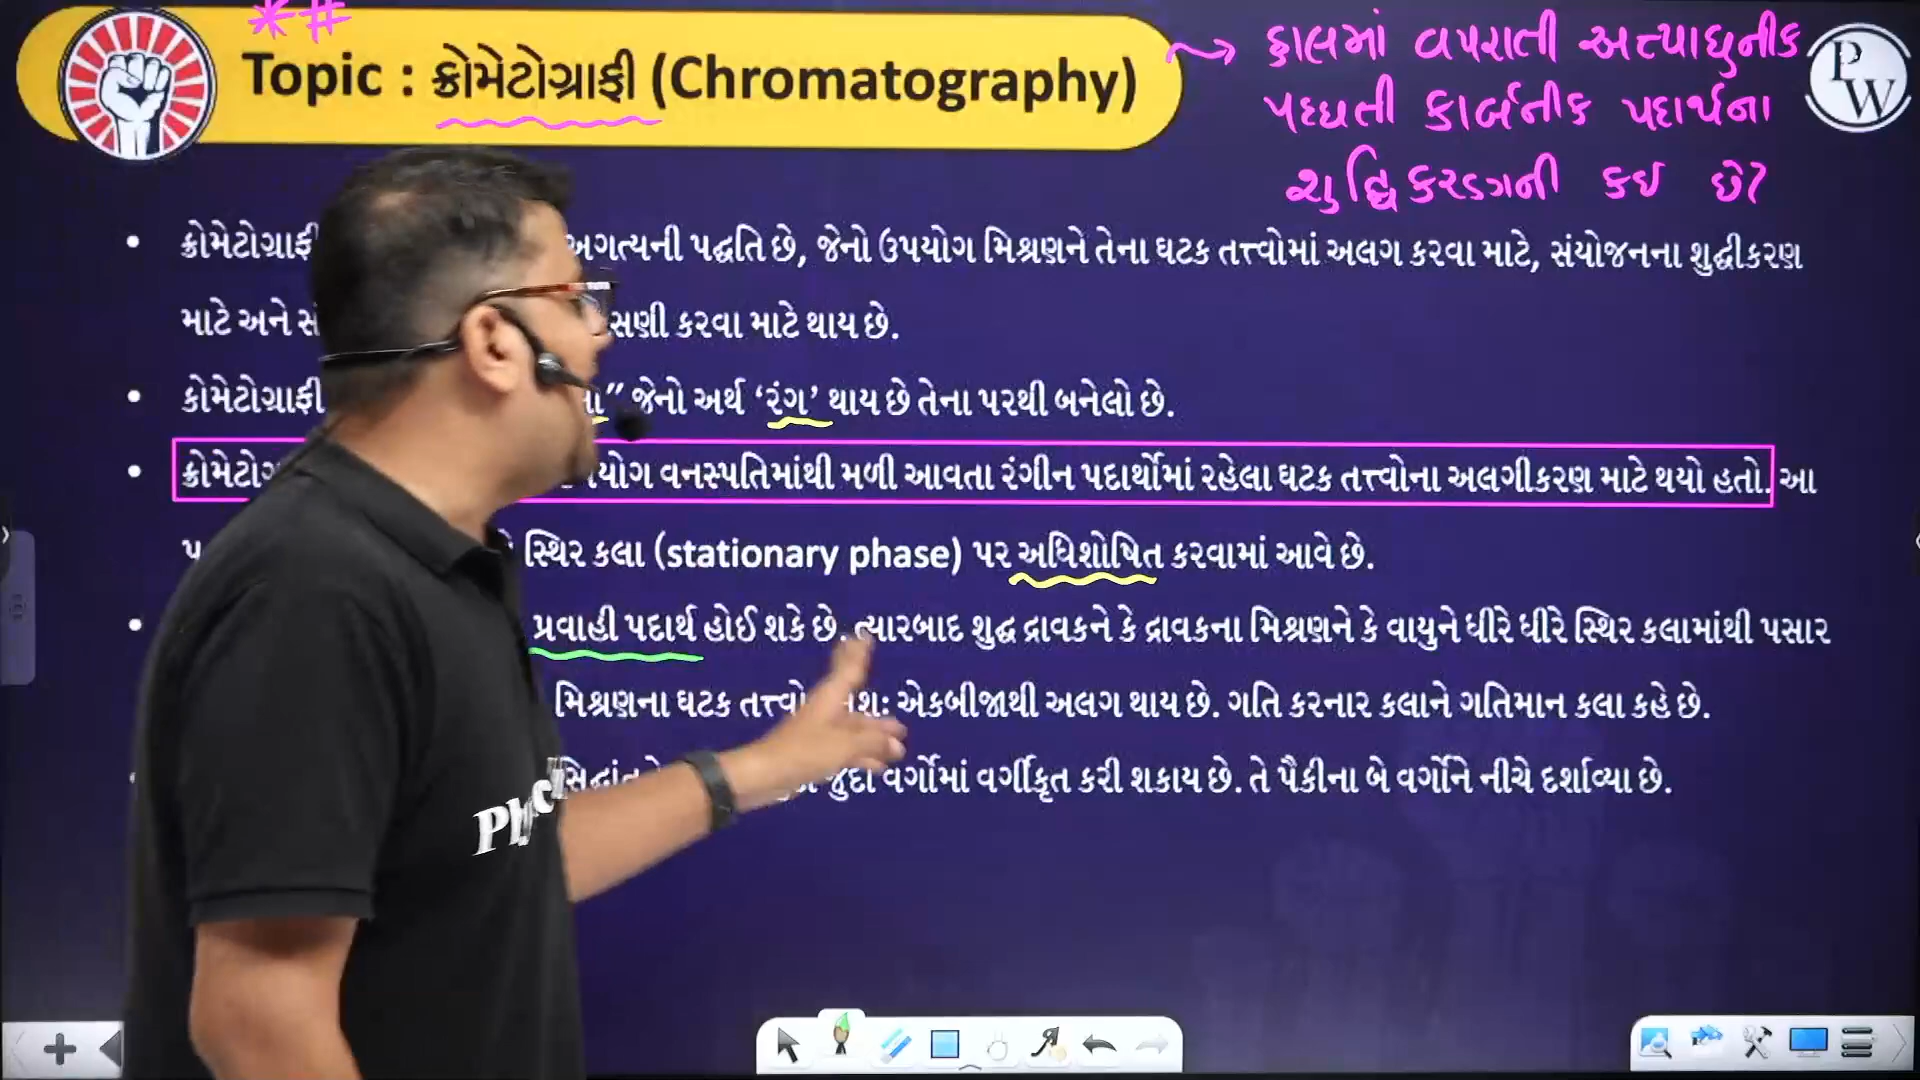 *#
Topic : ક્રોમેટોગ્રાફી (Chromatography)
હાલમાં વપરાતી અત્યાધુનીક
પધ્ધતી કાર્બનીક પદાર્થના
શુદ્ધિકરણની કઇ છે?
PW
ક્રોમેટોગ્રાફી અગત્યની પદ્ધતિ છે, જેનો ઉપયોગ મિશ્રણને તેના ઘટક તત્ત્વોમાં અલગ કરવા માટે, સંયોજનના શુદ્ધીકરણ
માટે અને કરવા માટે થાય છે.
ક્રોમેટોગ્રાફી જેનો અર્થ ‘રંગ’ થાય છે તેના પરથી બનેલો છે.
વનસ્પતિમાંથી મળી આવતા રંગીન પદાર્થોમાં રહેલા ઘટક તત્ત્વોના અલગીકરણ માટે થયો હતો. આ
સ્થિર કલા (stationary phase) પર અધિશોષિત કરવામાં આવે છે.
પ્રવાહી પદાર્થ હોઈ શકે છે. ત્યારબાદ શુદ્ધ દ્રાવકને કે દ્રાવકના મિશ્રણને કે વાયુને ધીરે ધીરે સ્થિર કલામાંથી પસાર
મિશ્રણના ઘટક તત્ત્વો એકબીજાથી અલગ થાય છે. ગતિ કરનાર કલાને ગતિમાન કલા કહે છે.
જુદા વર્ગોમાં વર્ગીકૃત કરી શકાય છે. તે પૈકીના બે વર્ગોને નીચે દર્શાવ્યા છે.